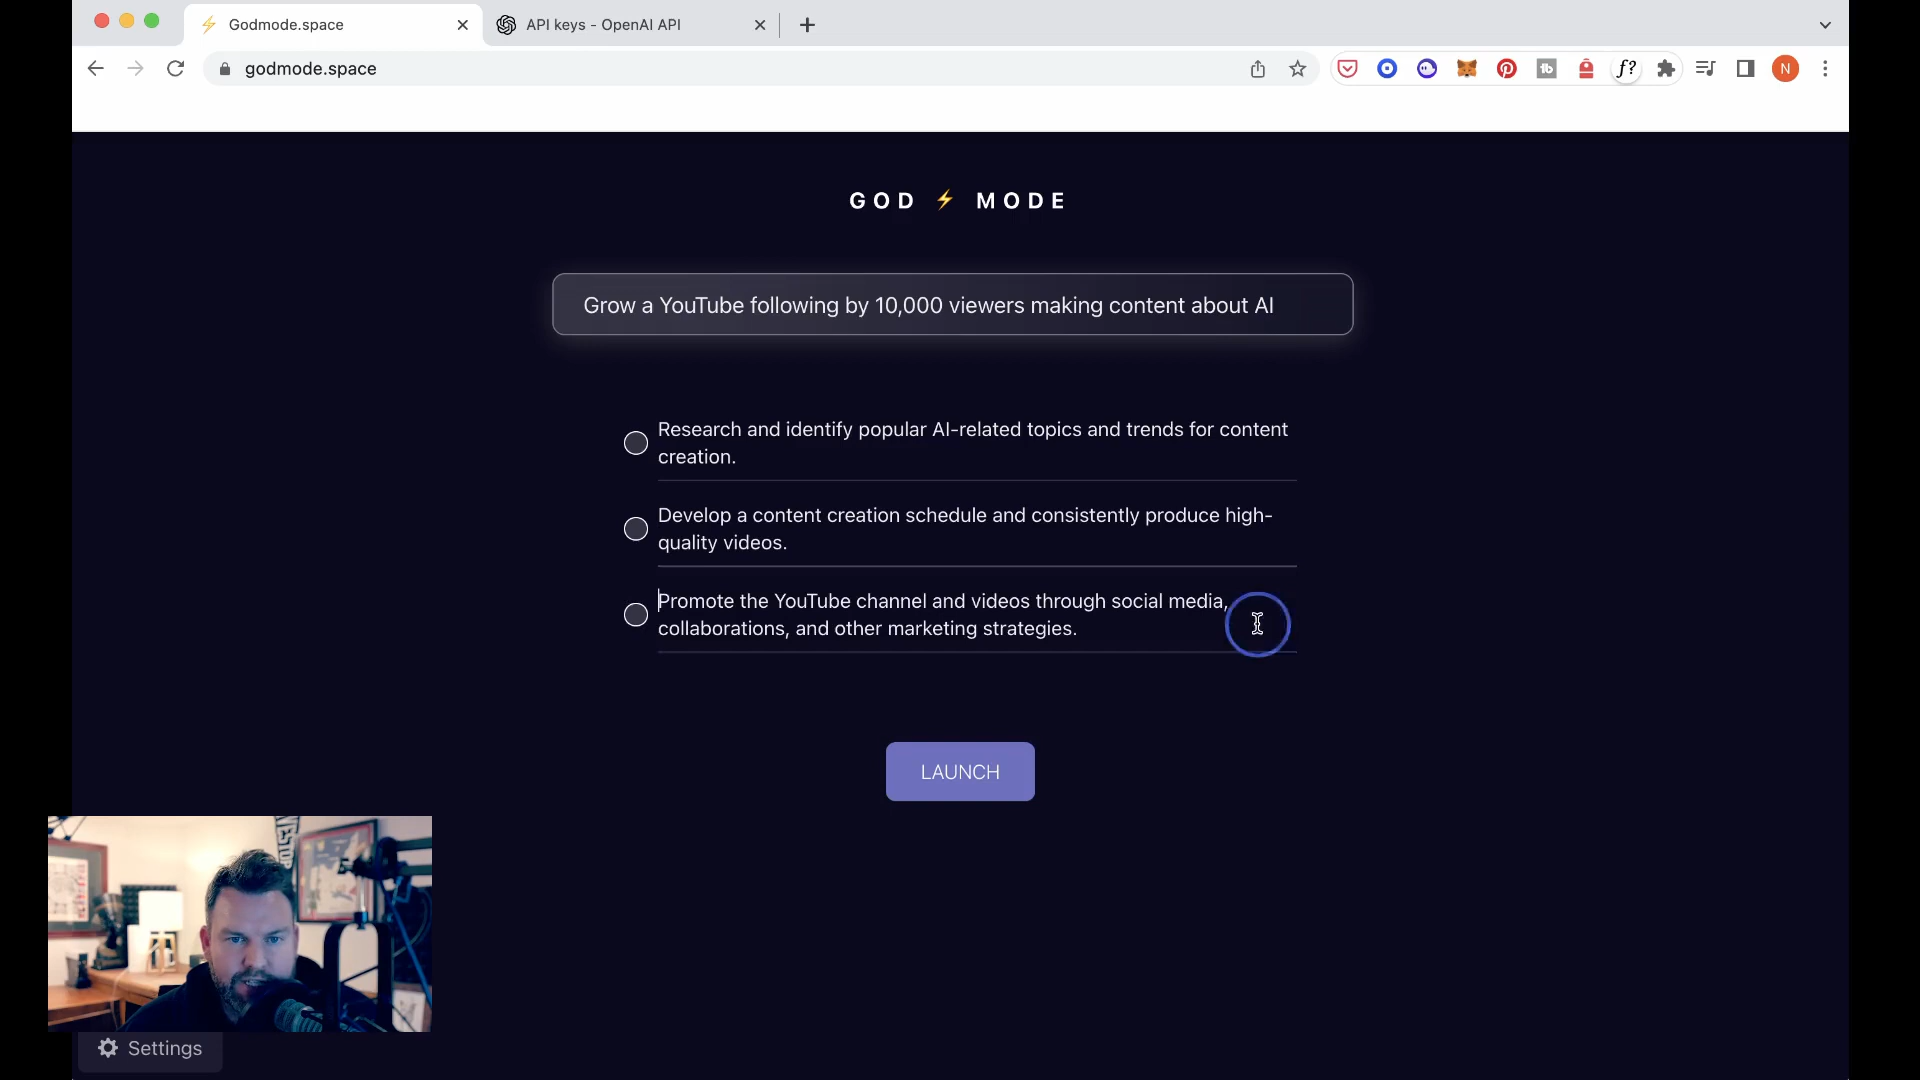 Godmode.space
API keys - OpenAI API
godmode.space
f?
N
GOD ⚡ MODE
Grow a YouTube following by 10,000 viewers making content about AI
Research and identify popular AI-related topics and trends for content
creation.
Develop a content creation schedule and consistently produce high-
quality videos.
Promote the YouTube channel and videos through social media,
collaborations, and other marketing strategies.
LAUNCH
Settings